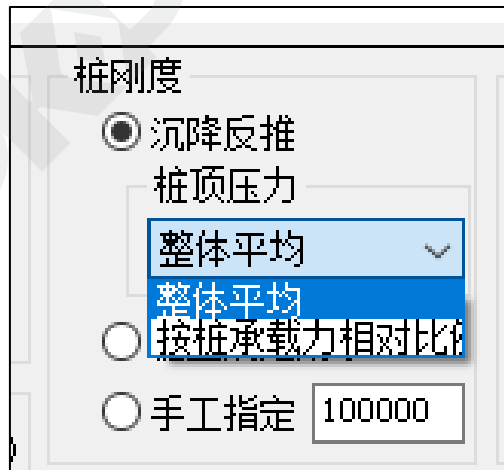 桩刚度
沉降反推
桩顶压力
整体平均
整体平均
按桩承载力相对比
手工指定 100000